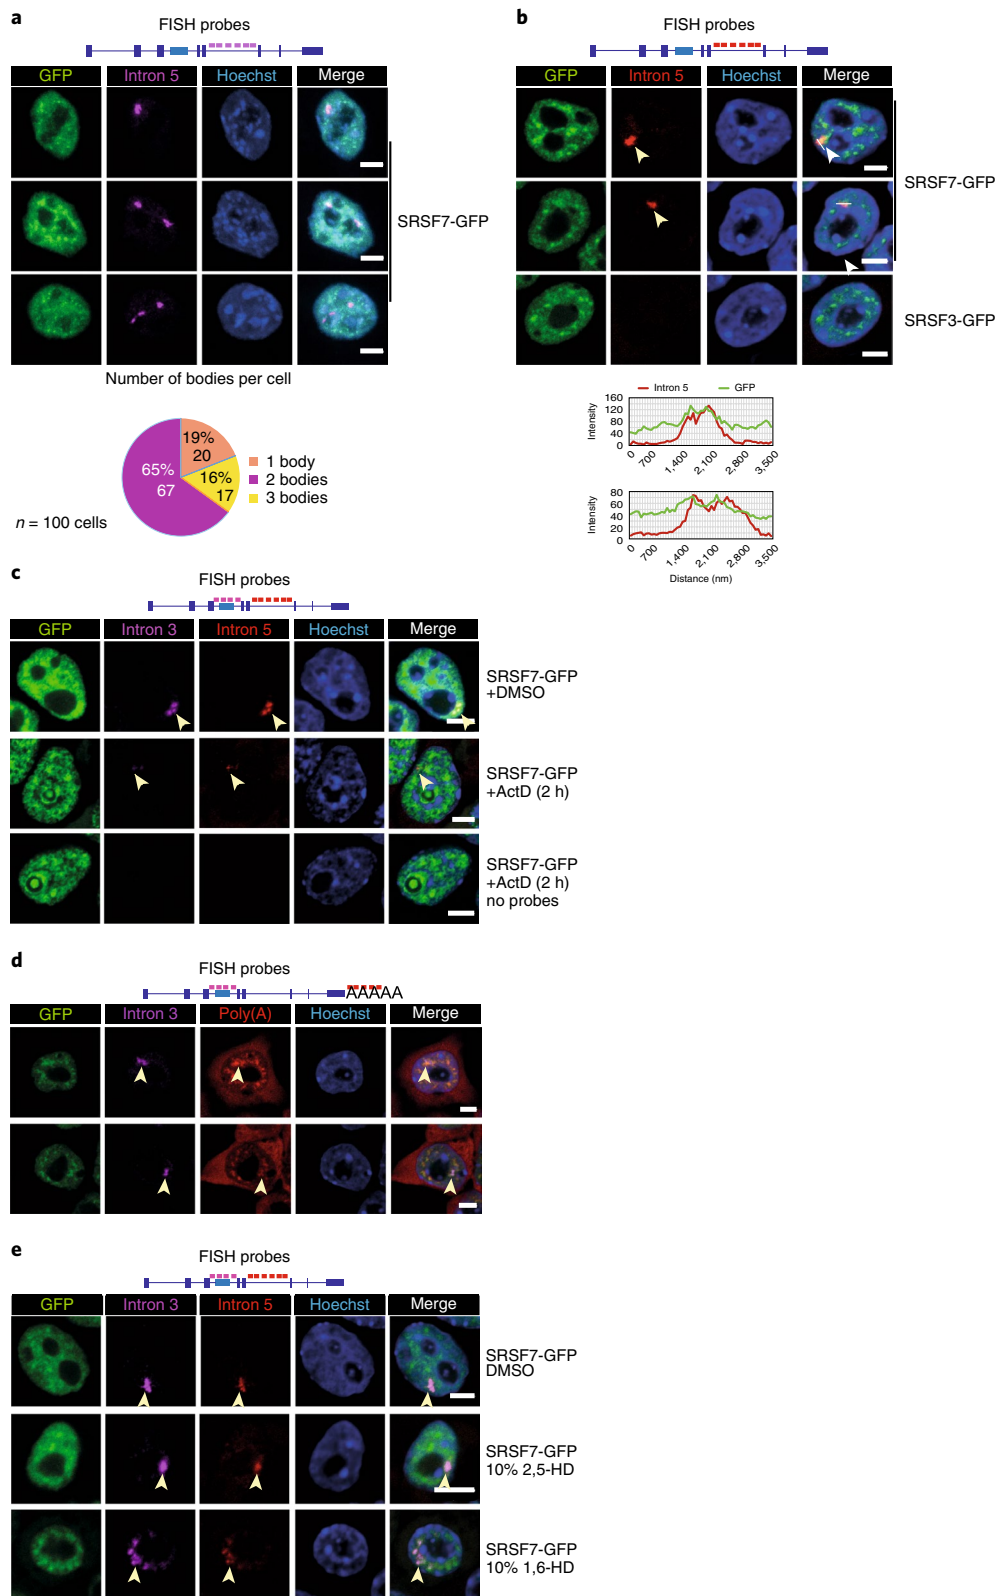 a
FISH probes
GFP Intron 5 Hoechst Merge
SRSF7-GFP
Number of bodies per cell
19%
20
65%
67
16%
17
1 body
2 bodies
3 bodies
n = 100 cells
b
FISH probes
GFP Intron 5 Hoechst Merge
SRSF7-GFP
SRSF3-GFP
Intron 5 GFP
Intensity
160
120
80
40
0
0 700 1,400 2,100 2,800 3,500
Intensity
80
60
40
20
0
0 700 1,400 2,100 2,800 3,500
Distance (nm)
c
FISH probes
GFP Intron 3 Intron 5 Hoechst Merge
SRSF7-GFP
+DMSO
SRSF7-GFP
+ActD (2 h)
SRSF7-GFP
+ActD (2 h)
no probes
d
FISH probes
AAAAA
GFP Intron 3 Poly(A) Hoechst Merge
e
FISH probes
GFP Intron 3 Intron 5 Hoechst Merge
SRSF7-GFP
DMSO
SRSF7-GFP
10% 2,5-HD
SRSF7-GFP
10% 1,6-HD